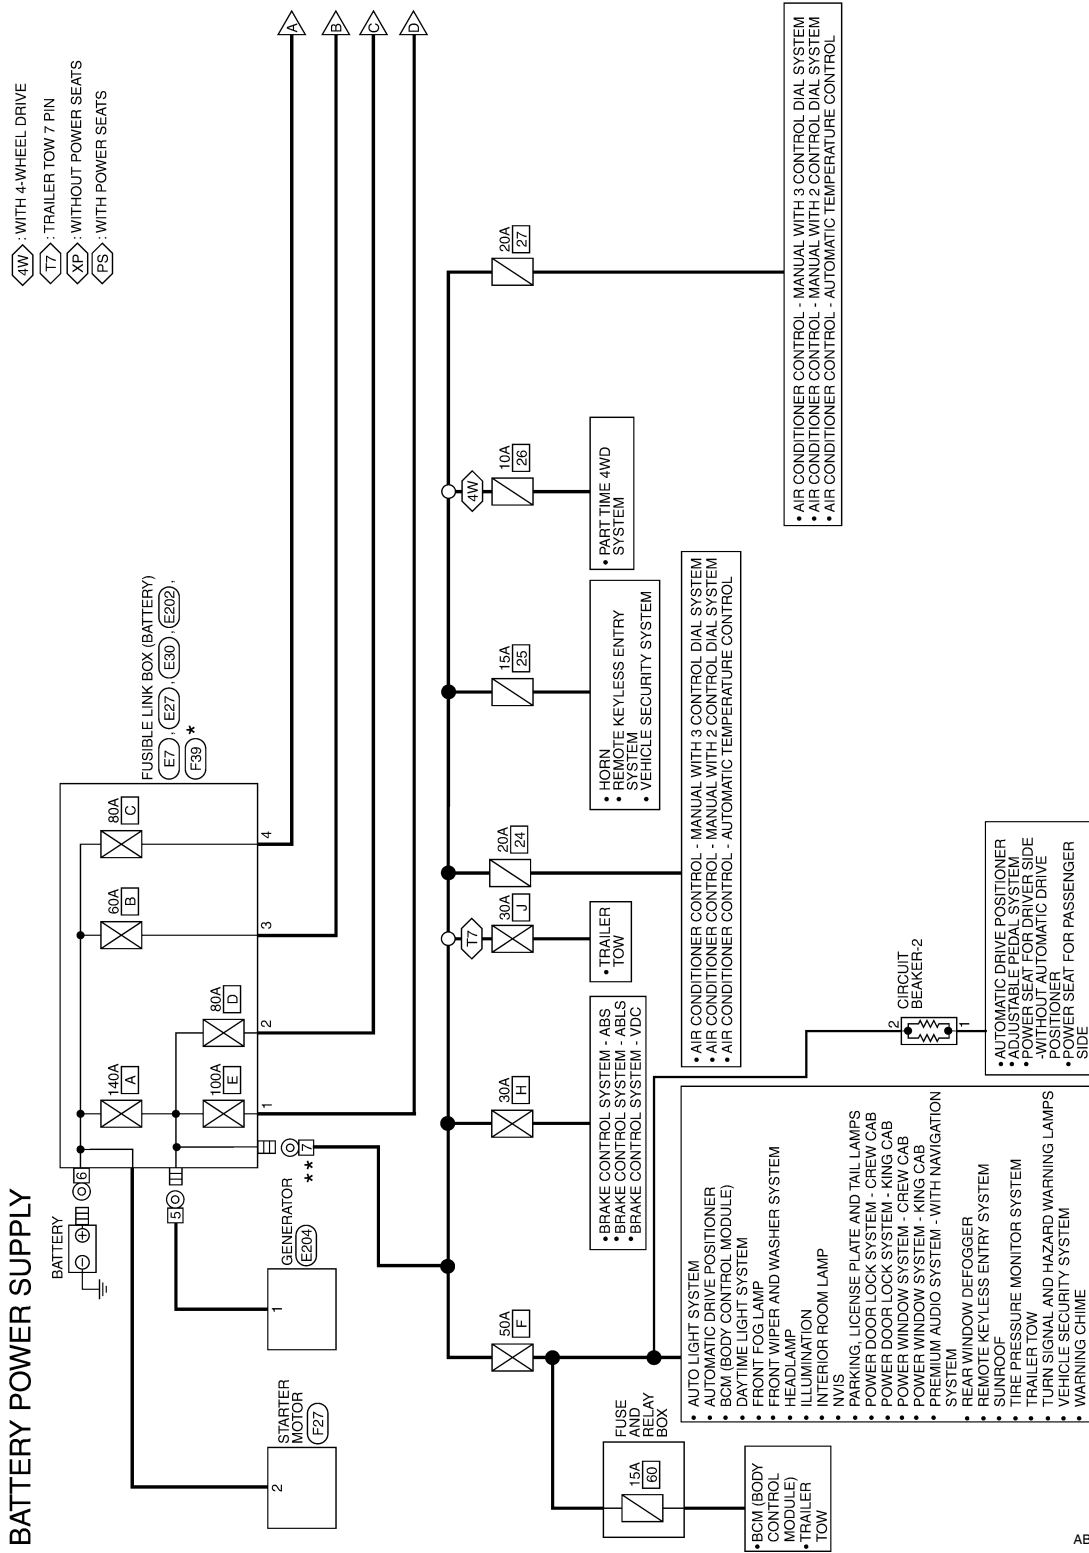 BATTERY POWER SUPPLY
4W : WITH 4-WHEEL DRIVE
T7 : TRAILER TOW 7 PIN
XP : WITHOUT POWER SEATS
PS : WITH POWER SEATS
BATTERY
6
5
140A
A
60A
B
80A
C
80A
D
100A
E
FUSIBLE LINK BOX (BATTERY)
E7 , E27 , E30 , E202 ,
F39 *
1
2
3
4
7
**
A
B
C
D
STARTER
MOTOR
F27
2
GENERATOR
E204
1
50A
F
30A
H
T7
30A
J
20A
24
15A
25
4W
10A
26
20A
27
FUSE
AND
RELAY
BOX
15A
60
• BCM (BODY
CONTROL
MODULE)
• TRAILER
TOW
• AUTO LIGHT SYSTEM
• AUTOMATIC DRIVE POSITIONER
• BCM (BODY CONTROL MODULE)
• DAYTIME LIGHT SYSTEM
• FRONT FOG LAMP
• FRONT WIPER AND WASHER SYSTEM
• HEADLAMP
• ILLUMINATION
• INTERIOR ROOM LAMP
• NVIS
• PARKING, LICENSE PLATE AND TAIL LAMPS
• POWER DOOR LOCK SYSTEM - CREW CAB
• POWER DOOR LOCK SYSTEM - KING CAB
• POWER WINDOW SYSTEM - CREW CAB
• POWER WINDOW SYSTEM - KING CAB
• PREMIUM AUDIO SYSTEM - WITH NAVIGATION
SYSTEM
• REAR WINDOW DEFOGGER
• REMOTE KEYLESS ENTRY SYSTEM
• SUNROOF
• TIRE PRESSURE MONITOR SYSTEM
• TRAILER TOW
• TURN SIGNAL AND HAZARD WARNING LAMPS
• VEHICLE SECURITY SYSTEM
• WARNING CHIME
• BRAKE CONTROL SYSTEM - ABS
• BRAKE CONTROL SYSTEM - ABLS
• BRAKE CONTROL SYSTEM - VDC
• TRAILER
TOW
• AIR CONDITIONER CONTROL - MANUAL WITH 3 CONTROL DIAL SYSTEM
• AIR CONDITIONER CONTROL - MANUAL WITH 2 CONTROL DIAL SYSTEM
• AIR CONDITIONER CONTROL - AUTOMATIC TEMPERATURE CONTROL
• HORN
• REMOTE KEYLESS ENTRY
SYSTEM
• VEHICLE SECURITY SYSTEM
• PART TIME 4WD
SYSTEM
• AIR CONDITIONER CONTROL - MANUAL WITH 3 CONTROL DIAL SYSTEM
• AIR CONDITIONER CONTROL - MANUAL WITH 2 CONTROL DIAL SYSTEM
• AIR CONDITIONER CONTROL - AUTOMATIC TEMPERATURE CONTROL
CIRCUIT
BEAKER-2
2
1
• AUTOMATIC DRIVE POSITIONER
• ADJUSTABLE PEDAL SYSTEM
• POWER SEAT FOR DRIVER SIDE
-WITHOUT AUTOMATIC DRIVE
POSITIONER
• POWER SEAT FOR PASSENGER
SIDE
AB